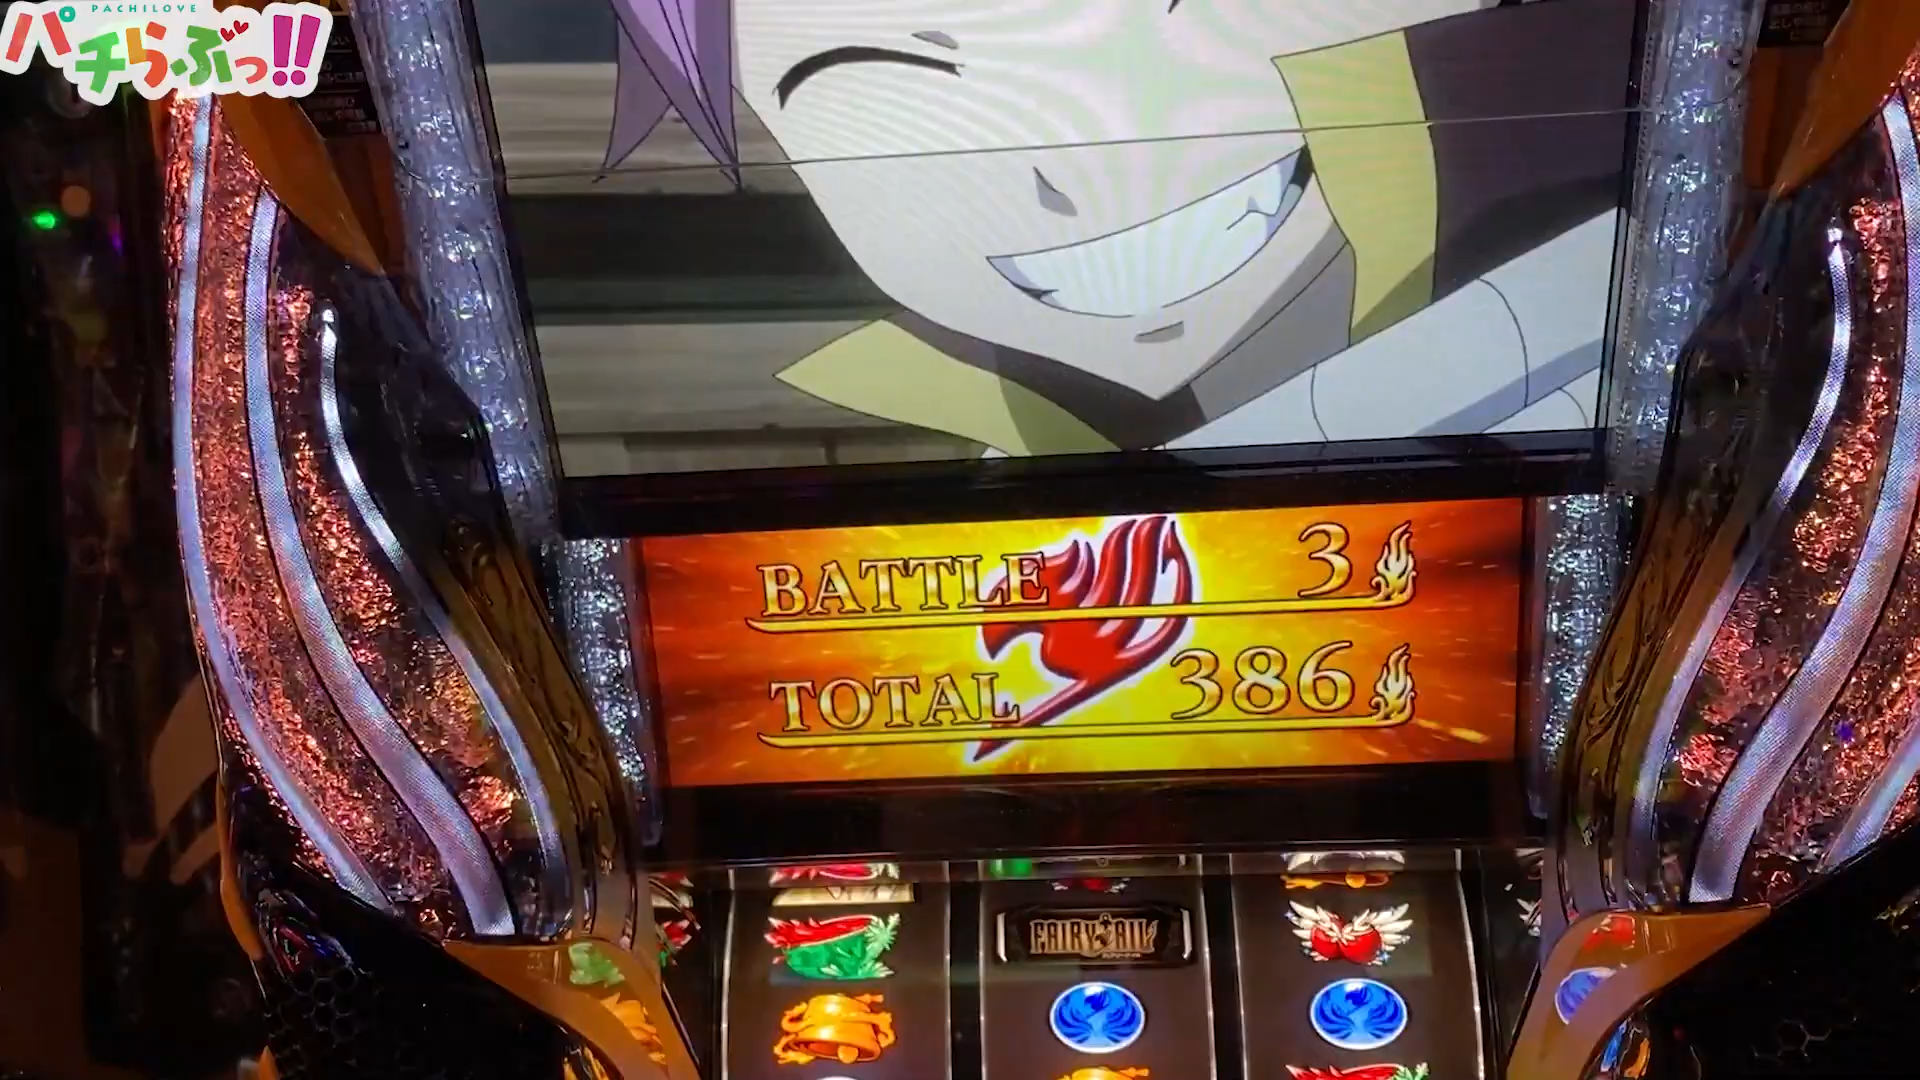 PACHILOVE
パチらぶっ!!
BATTLE 3
TOTAL 386
FAIRY TAIL